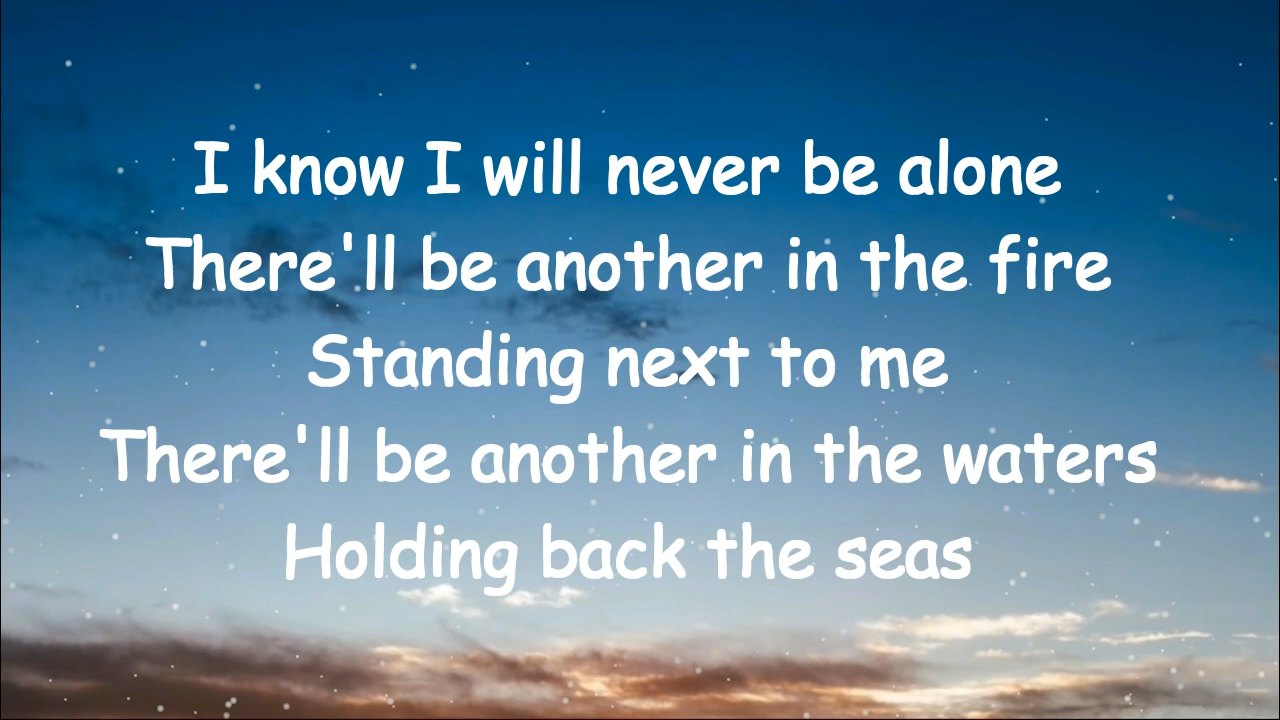 I know I will never be alone
There'll be another in the fire
Standing next to me
There'll be another in the waters
Holding back the seas